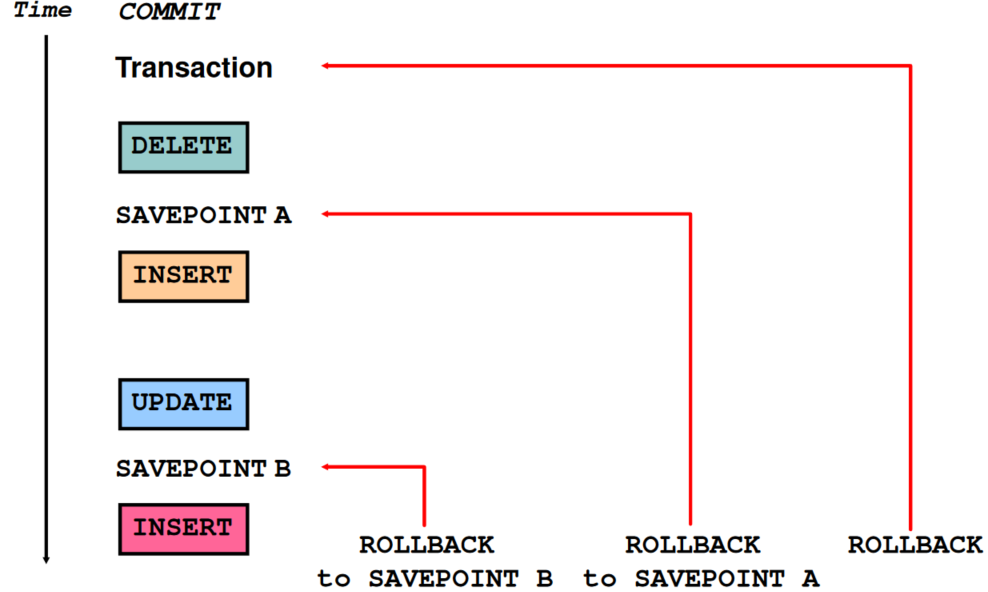 Time COMMIT
Transaction
DELETE
SAVEPOINT A
INSERT
UPDATE
SAVEPOINT B
INSERT
ROLLBACK
to SAVEPOINT B
ROLLBACK
to SAVEPOINT A
ROLLBACK